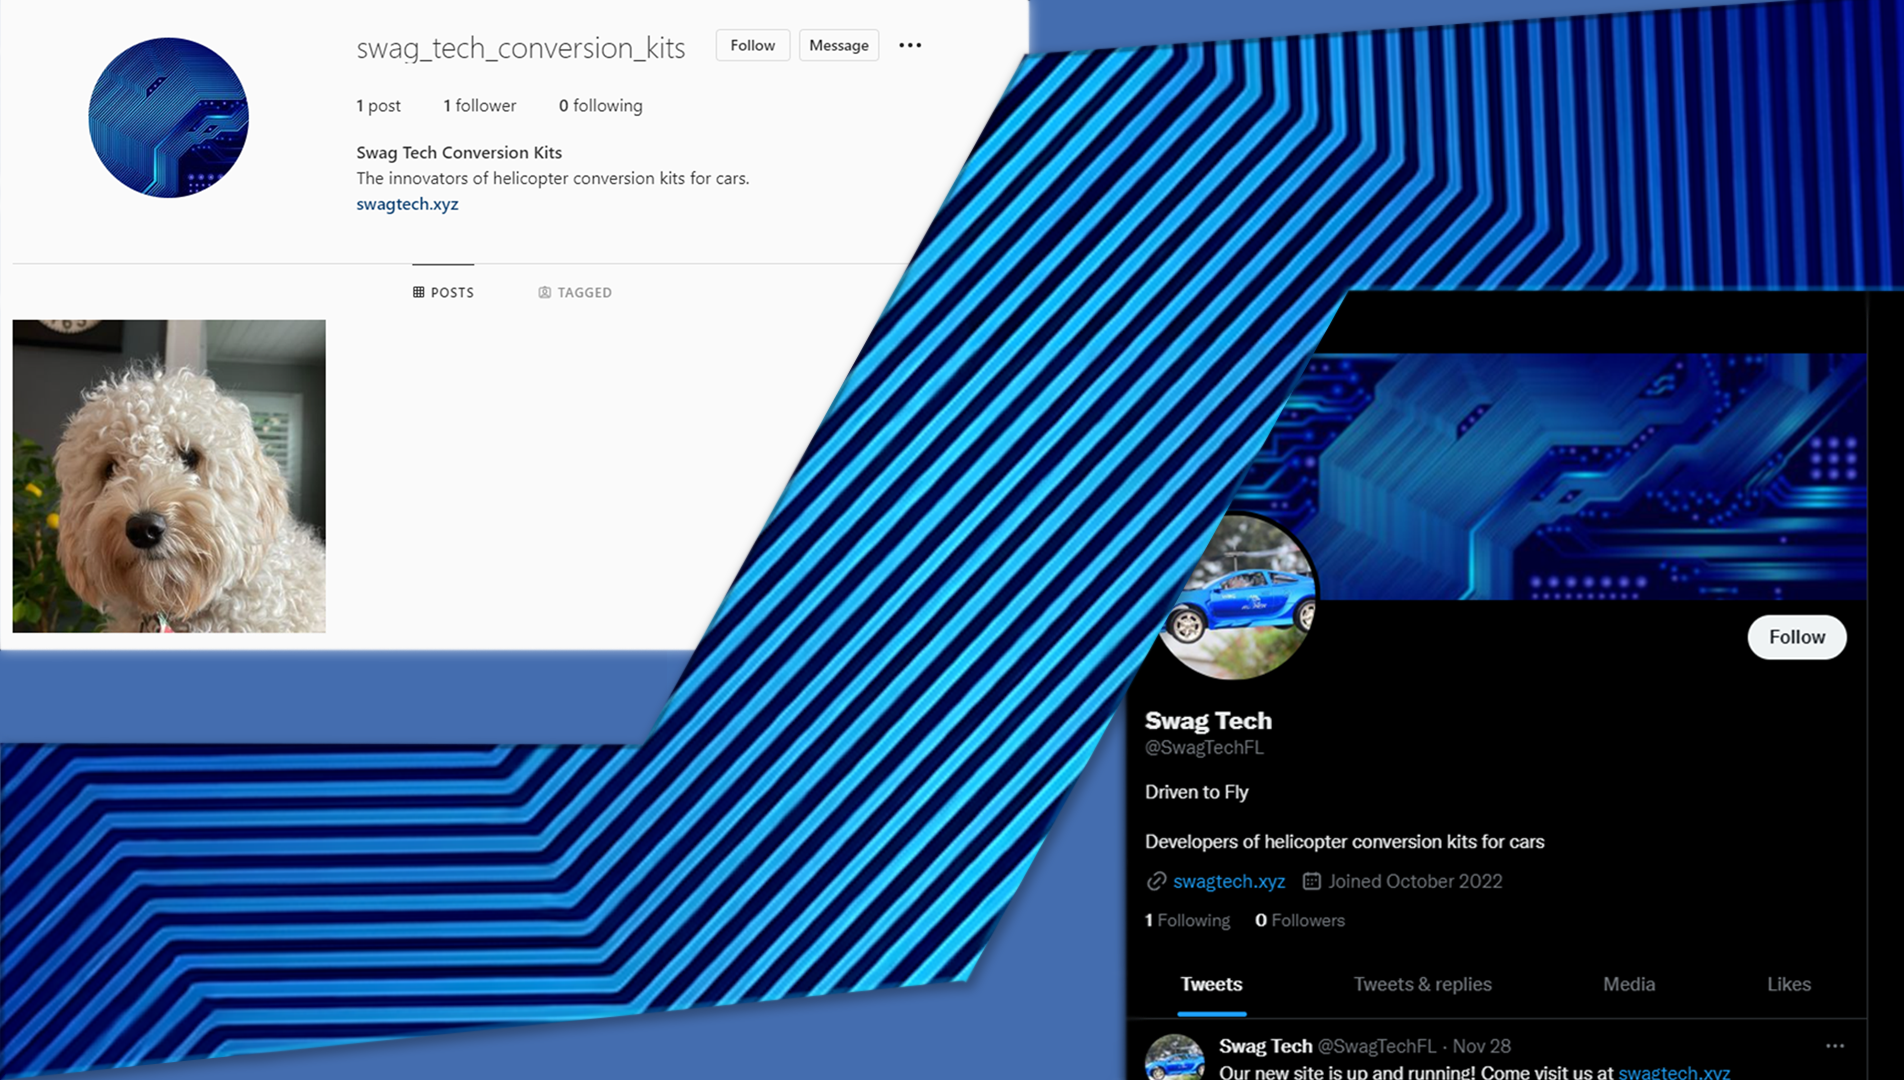 swag_tech_conversion_kits Follow Message
1 post 1 follower 0 following
Swag Tech Conversion Kits
The innovators of helicopter conversion kits for cars.
swagtech.xyz
POSTS TAGGED
Follow
Swag Tech
@SwagTechFL
Driven to Fly
Developers of helicopter conversion kits for cars
swagtech.xyz Joined October 2022
1 Following 0 Followers
Tweets Tweets & replies Media Likes
Swag Tech @SwagTechFL · Nov 28
Our new site is up and running! Come visit us at swagtech.xyz